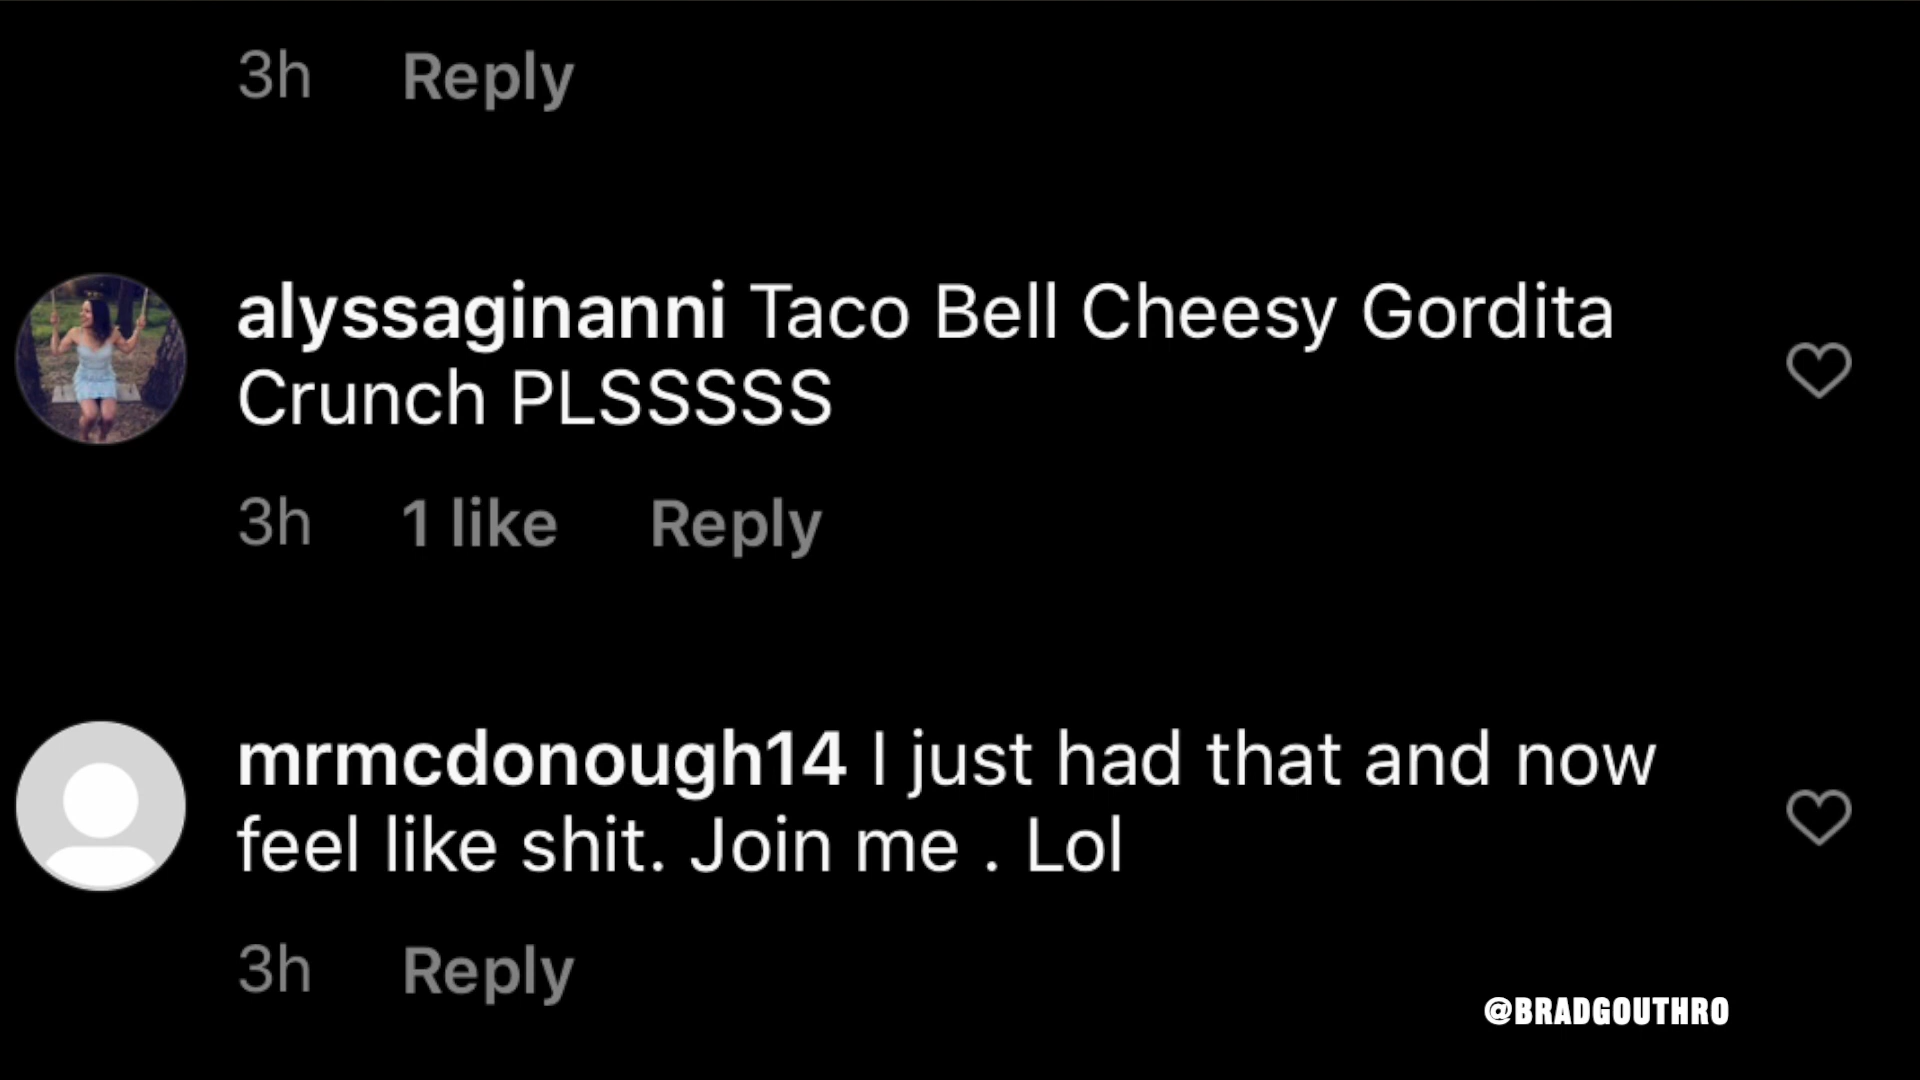 3h Reply
alyssaginanni Taco Bell Cheesy Gordita
Crunch PLSSSSS
3h 1 like Reply
mrmcdonough14 I just had that and now
feel like shit. Join me . Lol
3h Reply
@BRADGOUTHRO